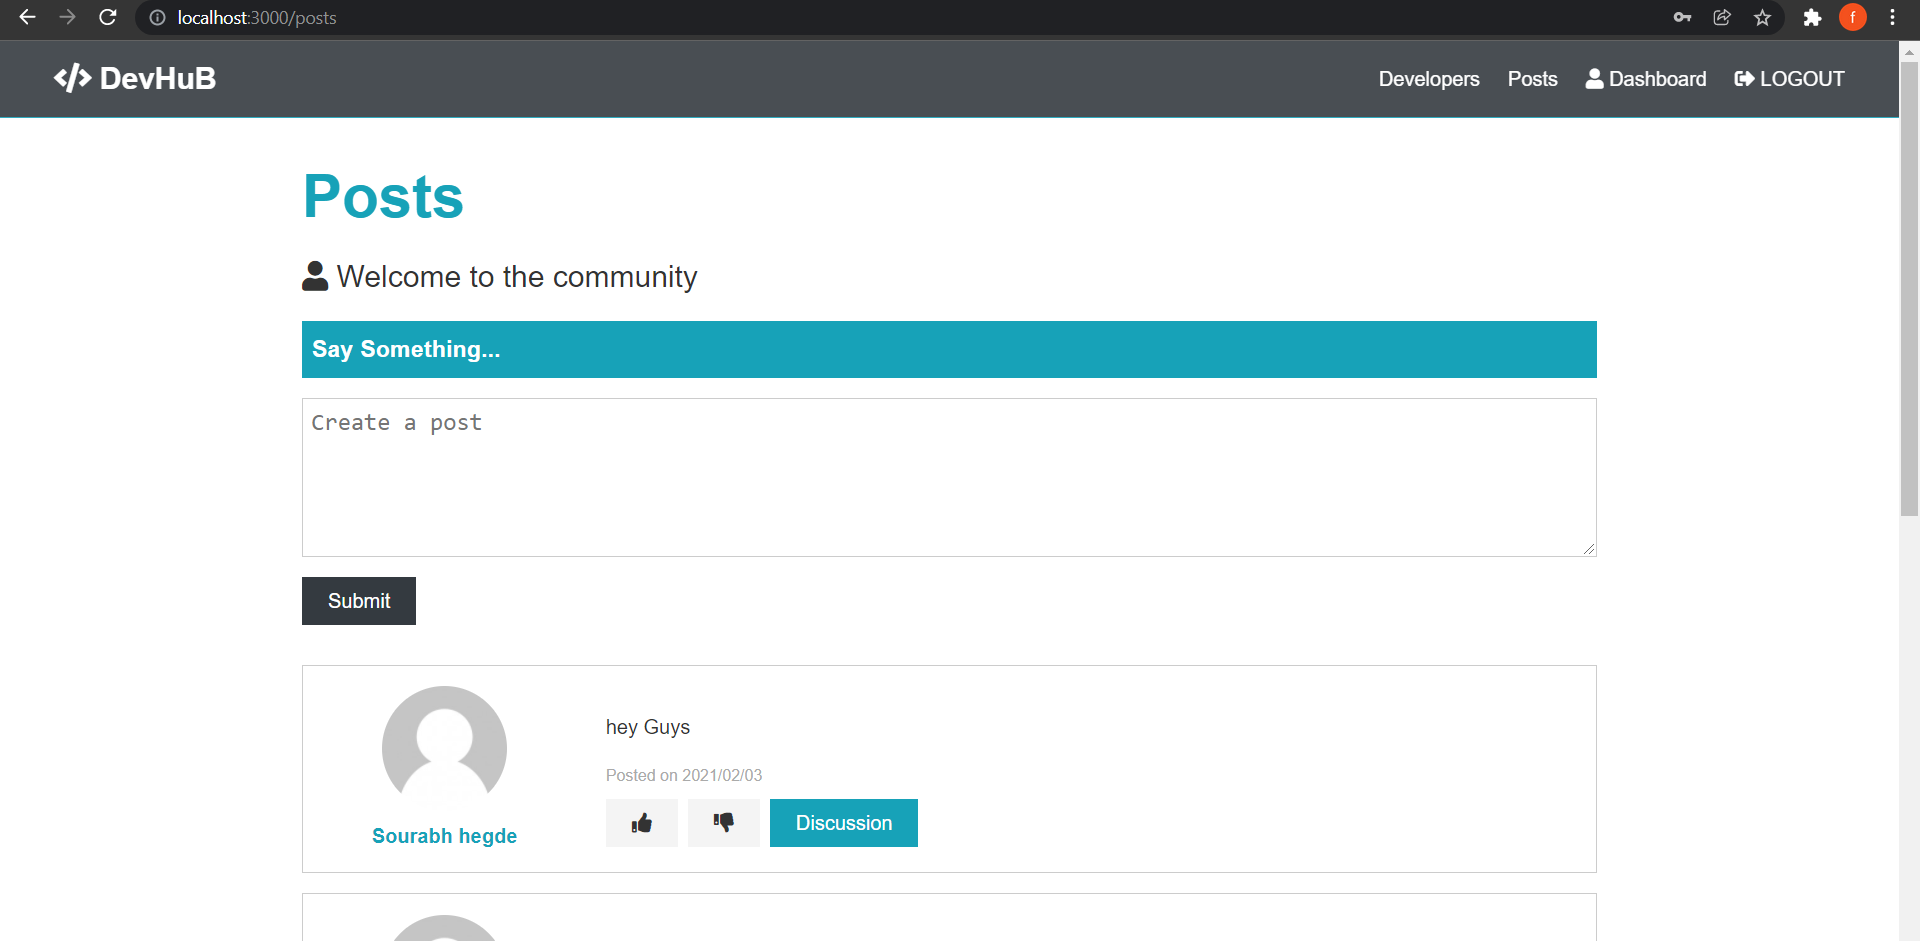 localhost:3000/posts
f
DevHuB
Developers Posts Dashboard LOGOUT
Posts
Welcome to the community
Say Something...
Create a post
Submit
hey Guys
Posted on 2021/02/03
Discussion
Sourabh hegde